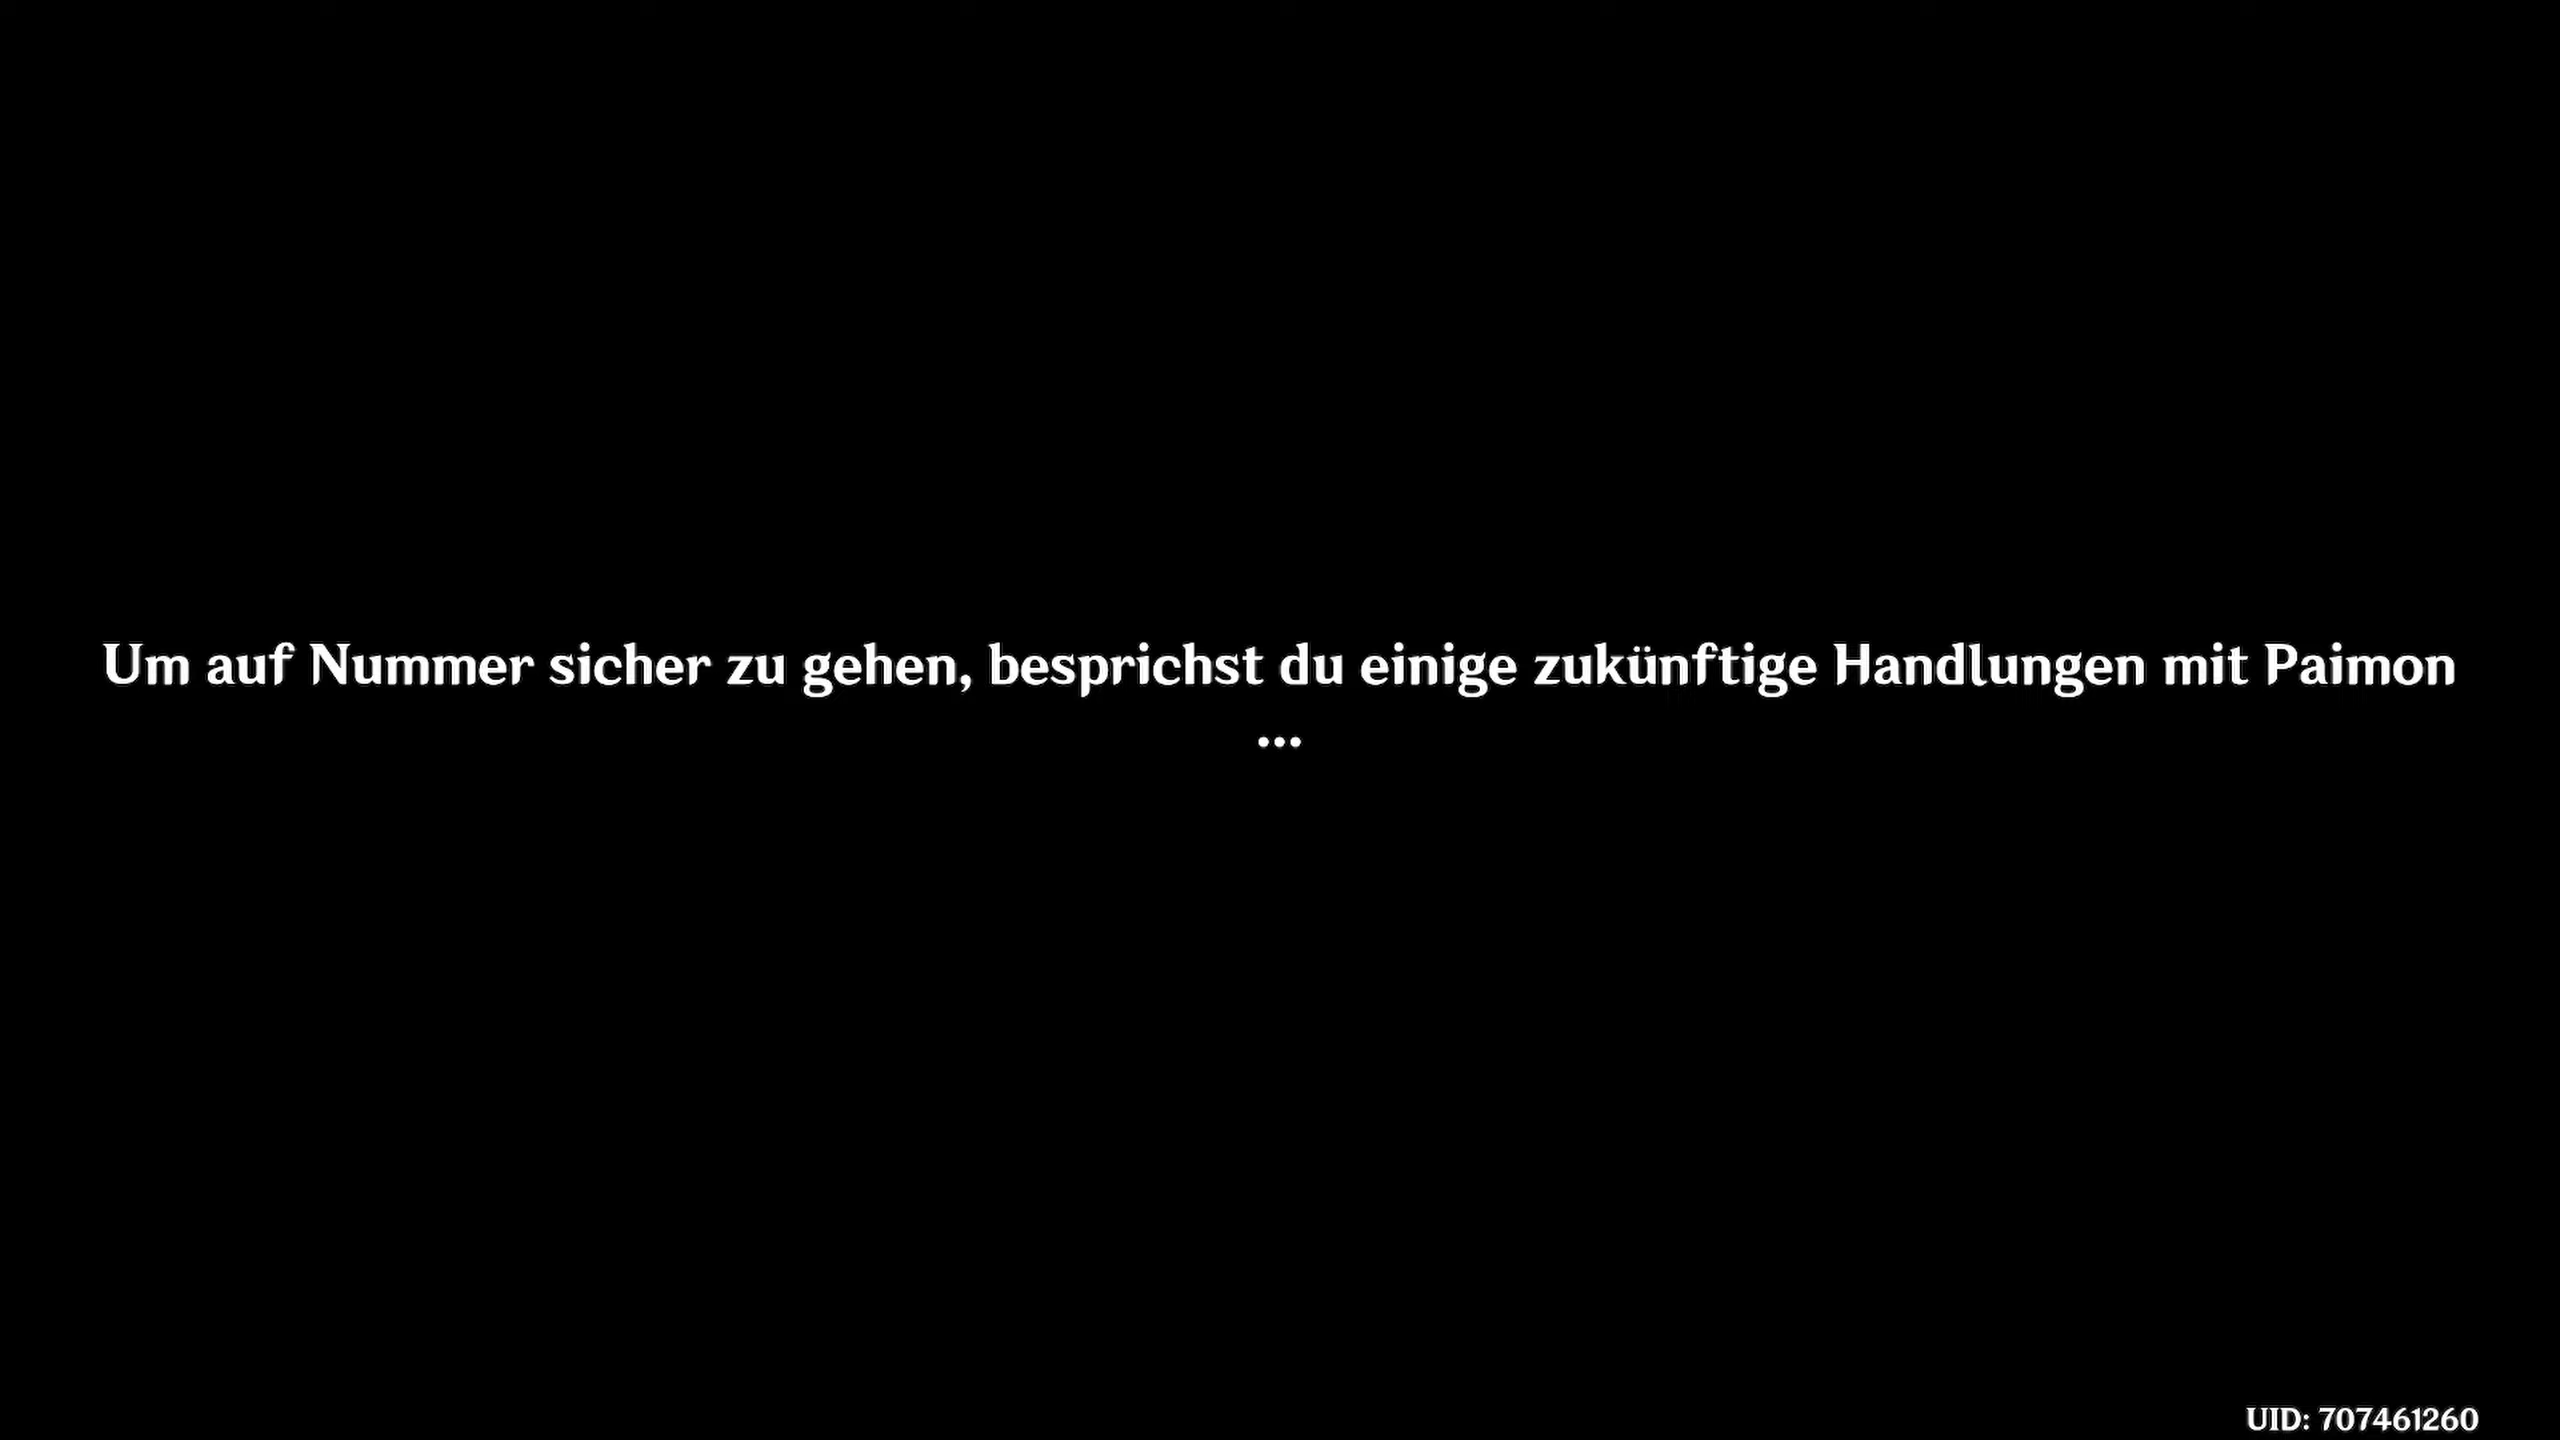 Um auf Nummer sicher zu gehen, besprichst du einige zukünftige Handlungen mit Paimon
...
UID: 707461260